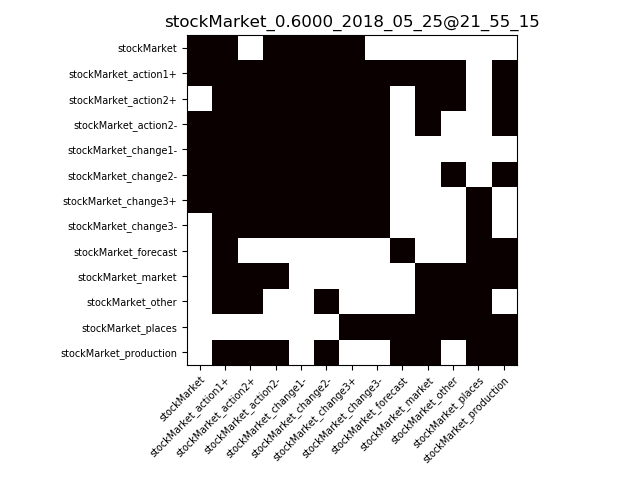 stockMarket_0.6000_2018_05_25@21_55_15
stockMarket
stockMarket_action1+
stockMarket_action2+
stockMarket_action2-
stockMarket_change1-
stockMarket_change2-
stockMarket_change3+
stockMarket_change3-
stockMarket_forecast
stockMarket_market
stockMarket_other
stockMarket_places
stockMarket_production
stockMarket
stockMarket_action1+
stockMarket_action2+
stockMarket_action2-
stockMarket_change1-
stockMarket_change2-
stockMarket_change3+
stockMarket_change3-
stockMarket_forecast
stockMarket_market
stockMarket_other
stockMarket_places
stockMarket_production